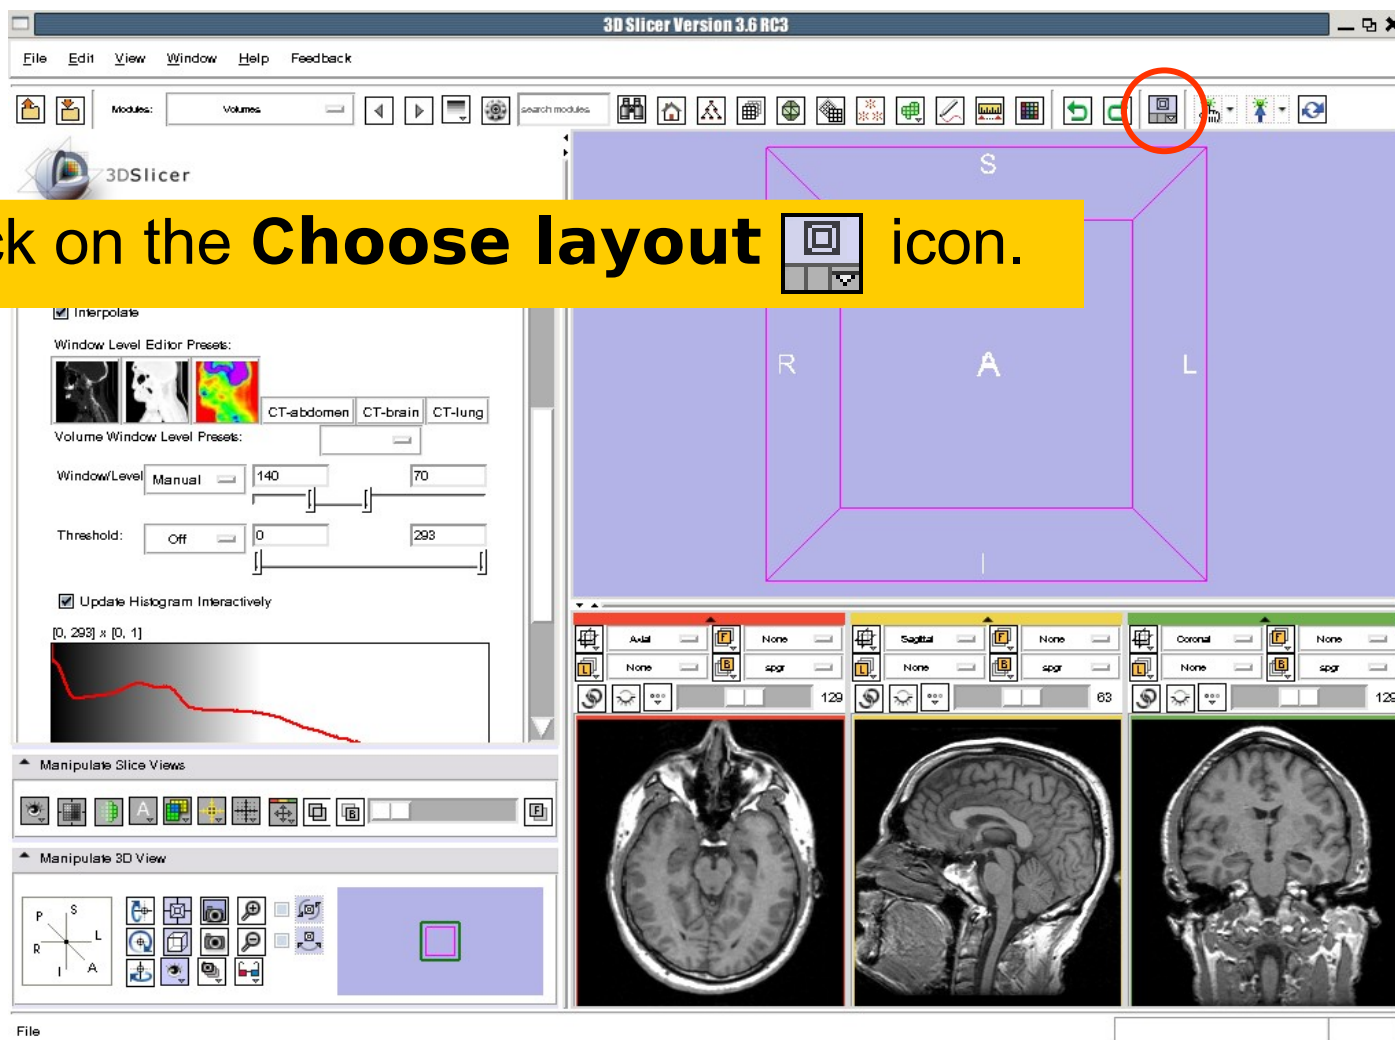 3D Slicer Version 3.6 RC3
File Edit View Window Help Feedback
Modules: Volumes search modules
3DSlicer
ck on the Choose layout icon.
Interpolate
Window Level Editor Presets:
CT-abdomen CT-brain CT-lung
Volume Window Level Presets:
Window/Level Manual 140 70
Threshold: Off 0 293
Update Histogram Interactively
[0, 293] x [0, 1]
Manipulate Slice Views
A B F
Manipulate 3D View
P S
R L
I A
S
R A L
I
Axial F None
L None B spgr
129
Sagittal F None
L None B spgr
63
Coronal F None
L None B spgr
129
File